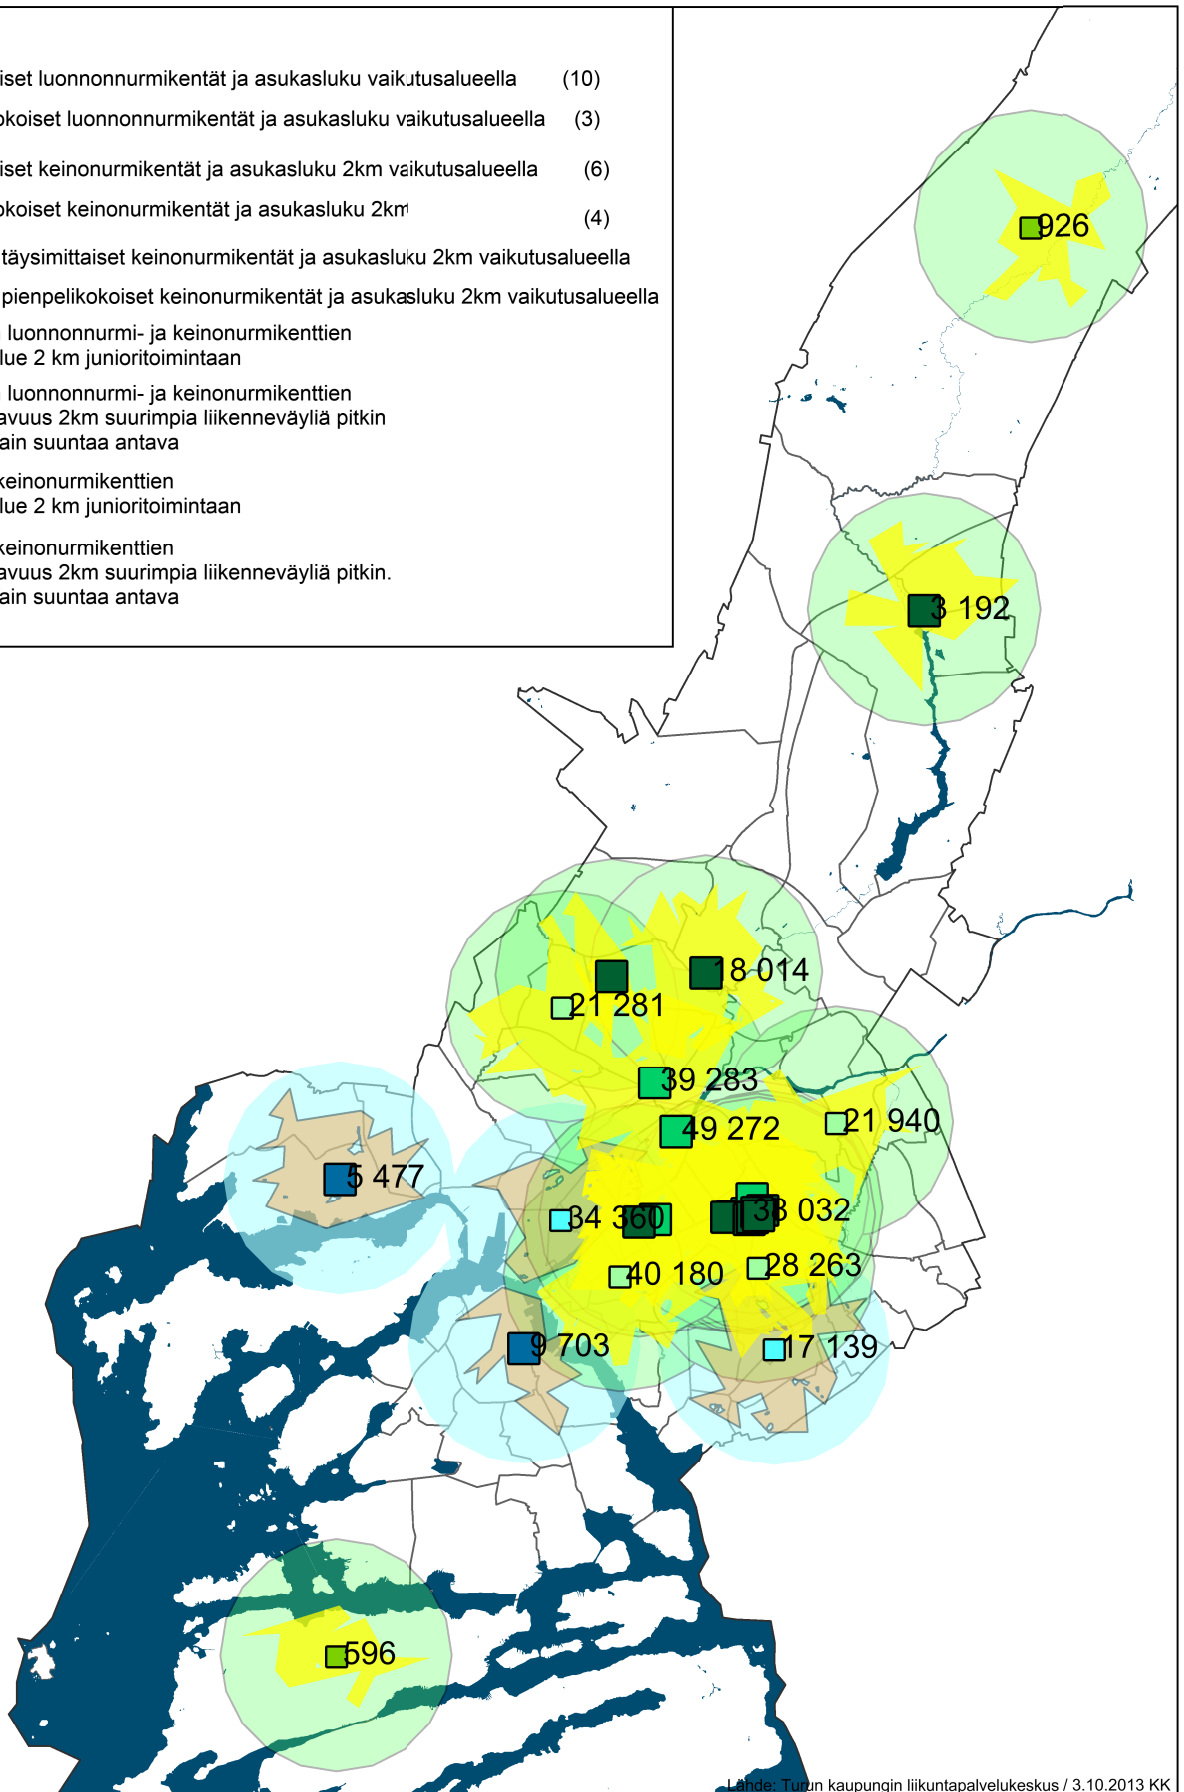 iset luonnonnurmikentät ja asukasluku vaikutusalueella (10)
okoiset luonnonnurmikentät ja asukasluku vaikutusalueella (3)
iset keinonurmikentät ja asukasluku 2km vaikutusalueella (6)
okoiset keinonurmikentät ja asukasluku 2km (4)
täysimittaiset keinonurmikentät ja asukasluku 2km vaikutusalueella
pienpelikokoiset keinonurmikentät ja asukasluku 2km vaikutusalueella
luonnonnurmi- ja keinonurmikenttien
lue 2 km junioritoimintaan
luonnonnurmi- ja keinonurmikenttien
avuus 2km suurimpia liikenneväyliä pitkin
ain suuntaa antava
keinonurmikenttien
lue 2 km junioritoimintaan
keinonurmikenttien
avuus 2km suurimpia liikenneväyliä pitkin.
ain suuntaa antava
926
3 192
18 014
21 281
39 283
49 272
21 940
5 477
34 360
38 032
40 180
28 263
9 703
17 139
596
Lähde: Turun kaupungin liikuntapalvelukeskus / 3.10.2013 KK